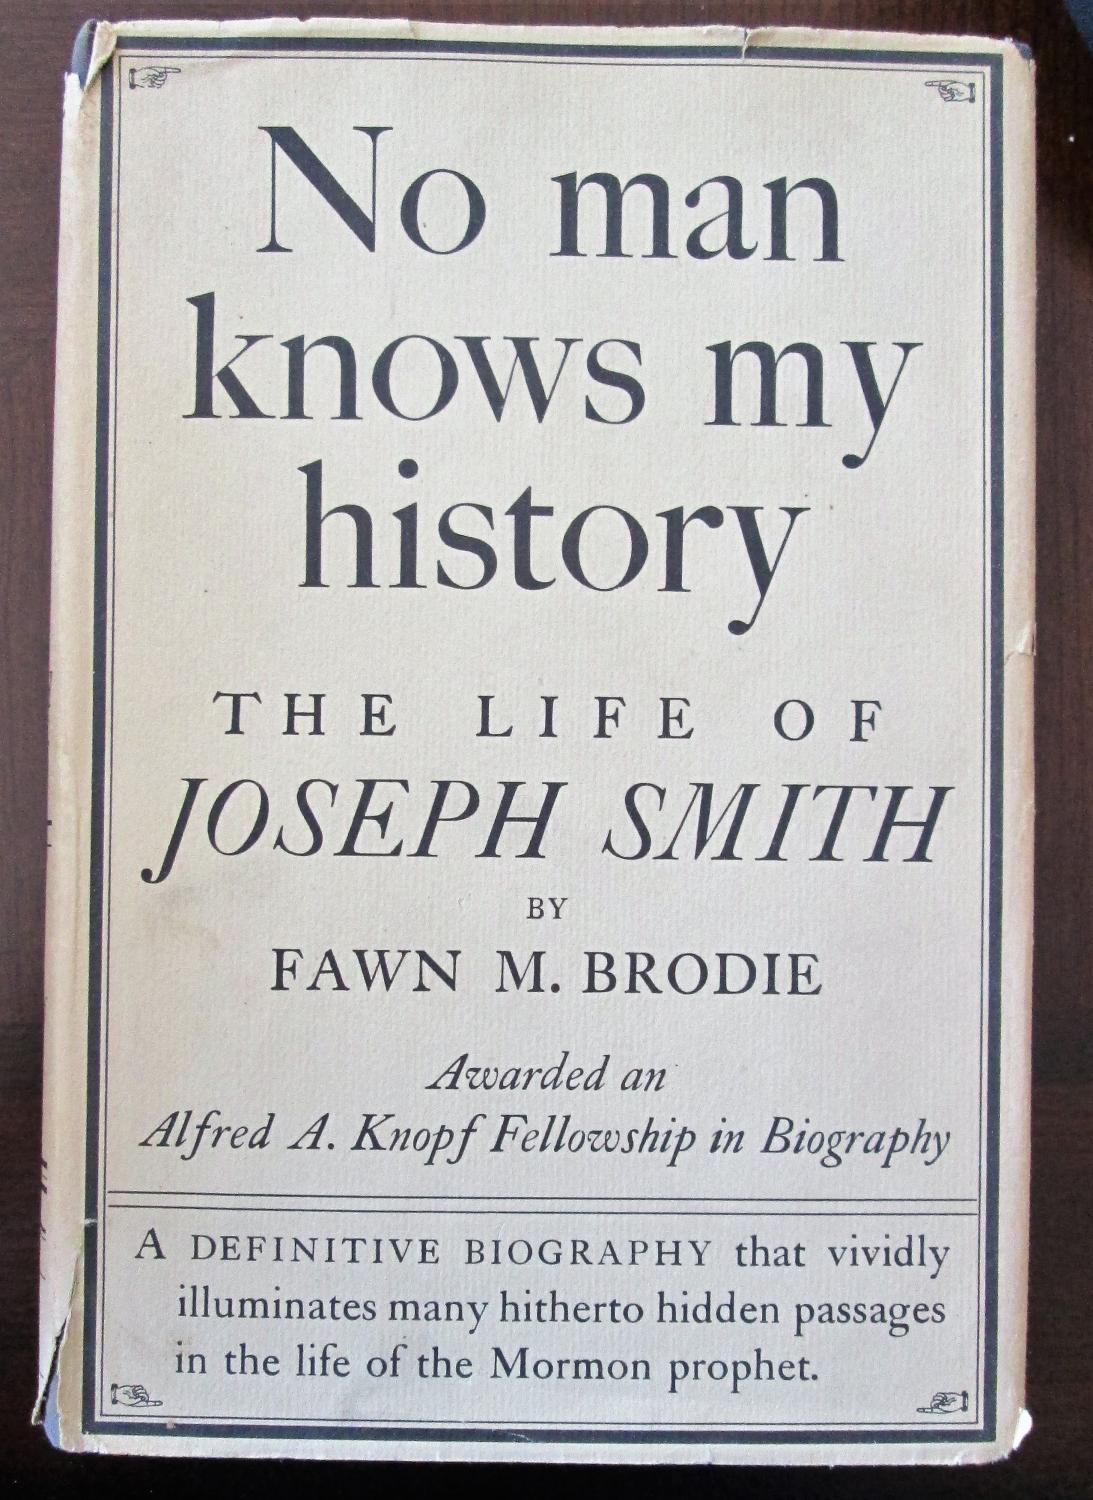 No man
knows my
history
THE LIFE OF
JOSEPH SMITH
BY
FAWN M. BRODIE
Awarded an
Alfred A. Knopf Fellowship in Biography
A DEFINITIVE BIOGRAPHY that vividly
illuminates many hitherto hidden passages
in the life of the Mormon prophet.